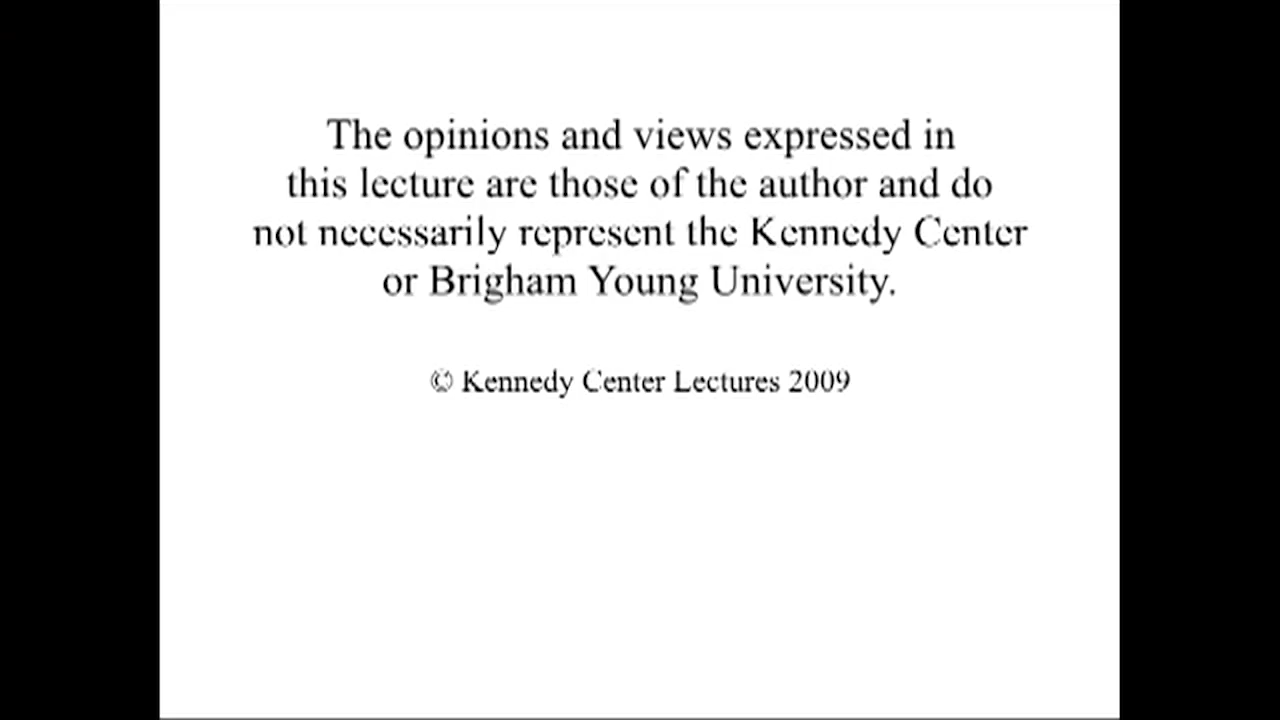 The opinions and views expressed in
this lecture are those of the author and do
not necessarily represent the Kennedy Center
or Brigham Young University.
© Kennedy Center Lectures 2009